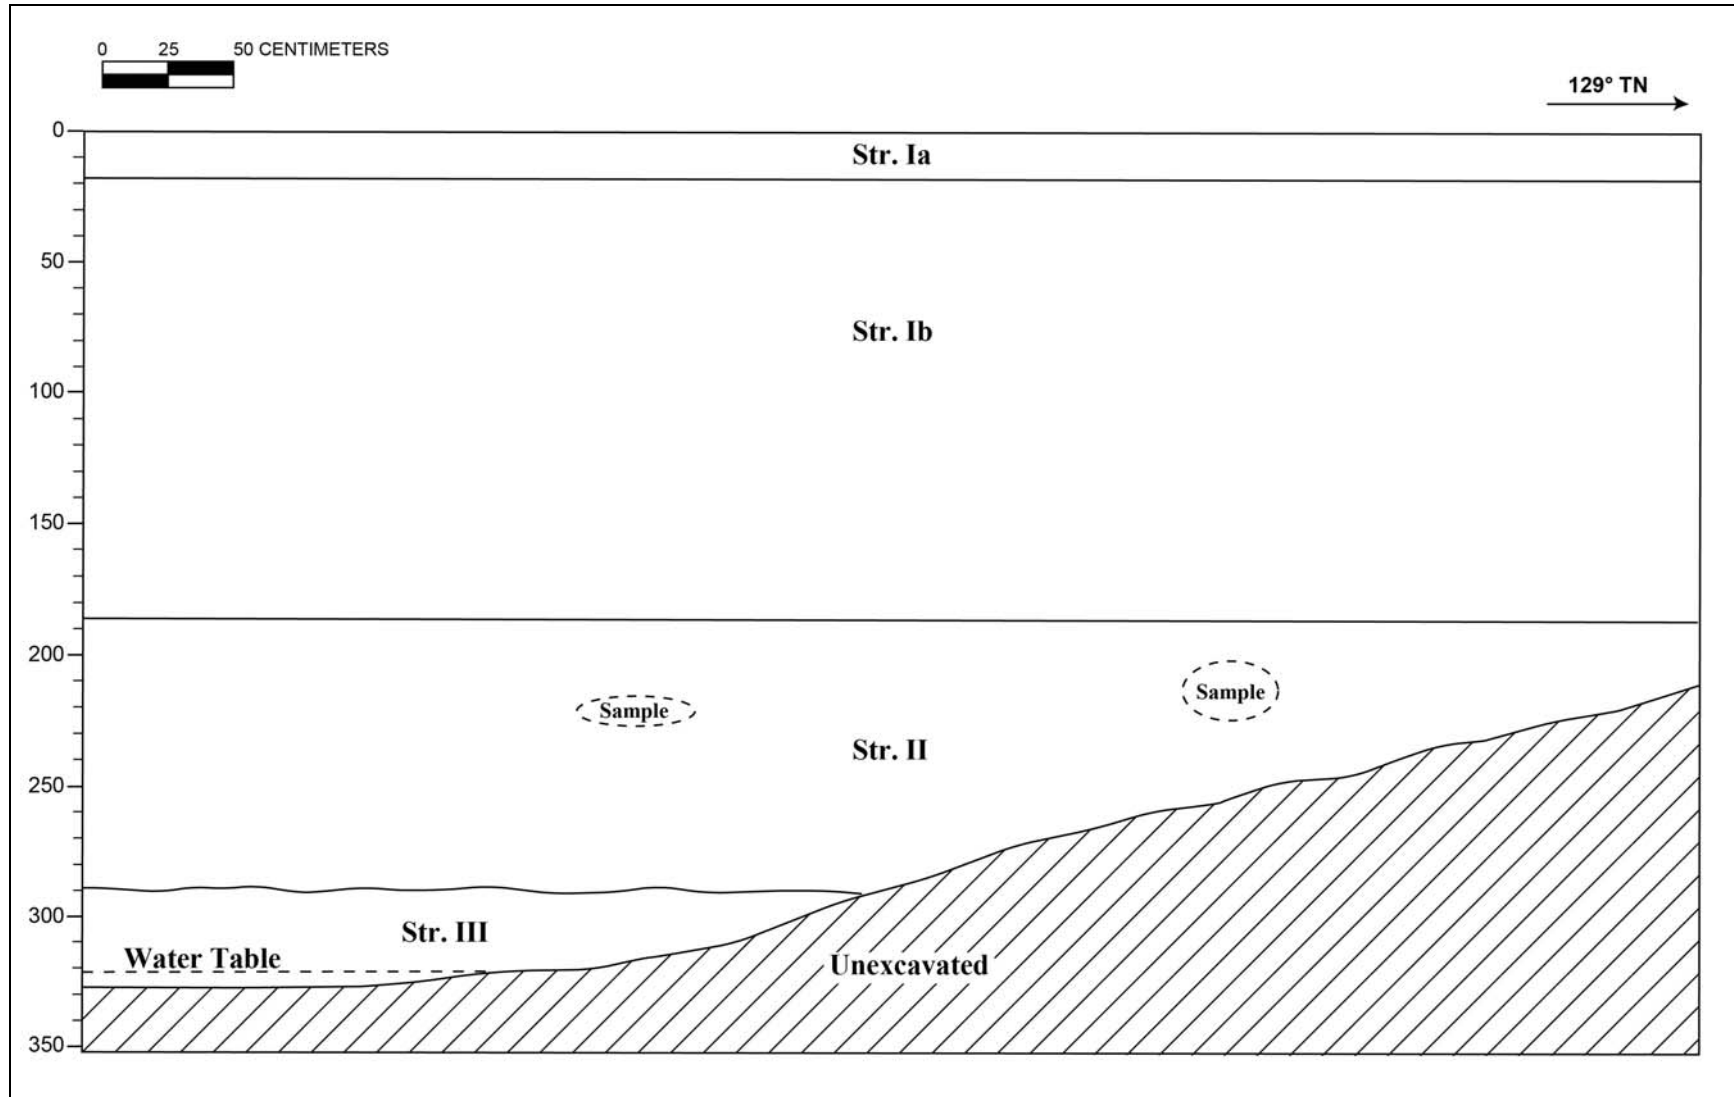 0 25 50 CENTIMETERS
129° TN
0
Str. Ia
50
Str. Ib
100
150
200
Sample
Sample
Str. II
250
300
Str. III
Water Table
Unexcavated
350